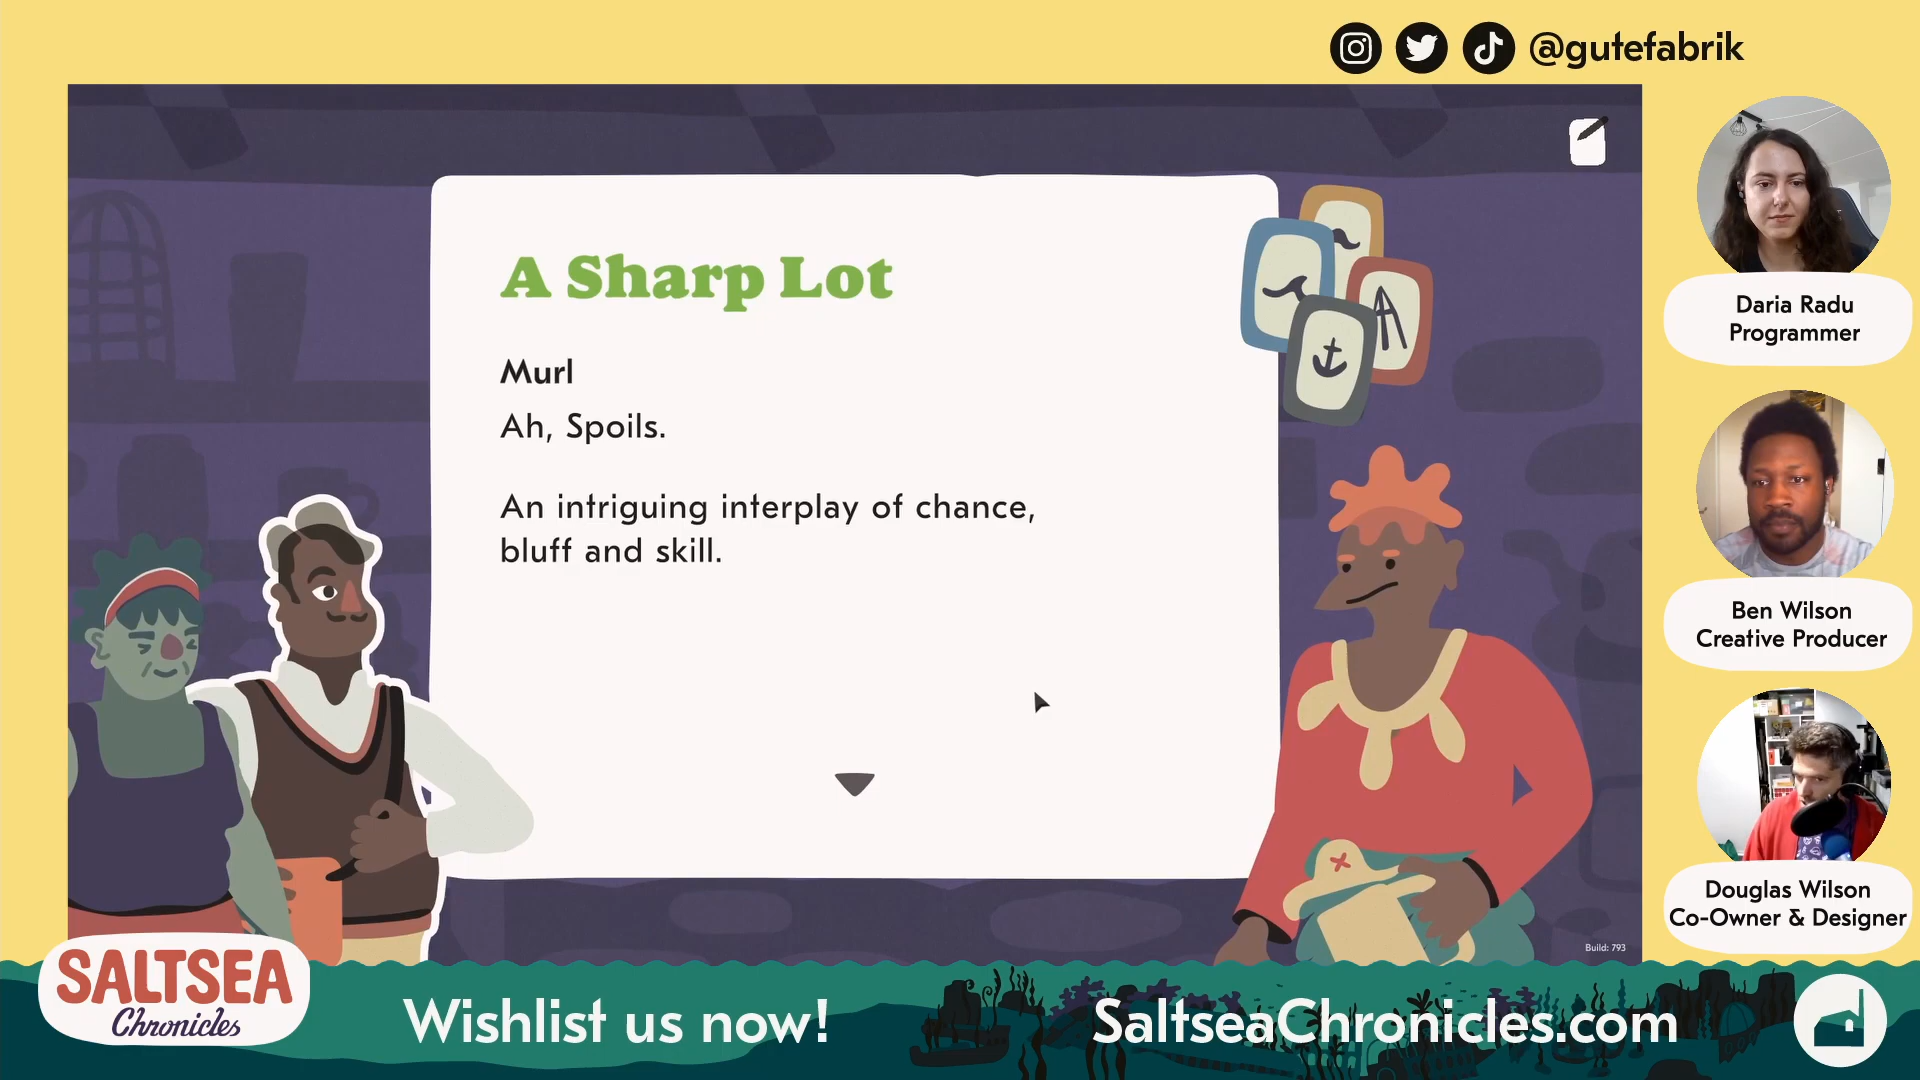 @gutefabrik
A Sharp Lot
Murl
Ah, Spoils.
An intriguing interplay of chance,
bluff and skill.
Daria Radu
Programmer
Ben Wilson
Creative Producer
Douglas Wilson
Co-Owner & Designer
Build: 793
SALTSEA
Chronicles
Wishlist us now!
SaltseaChronicles.com